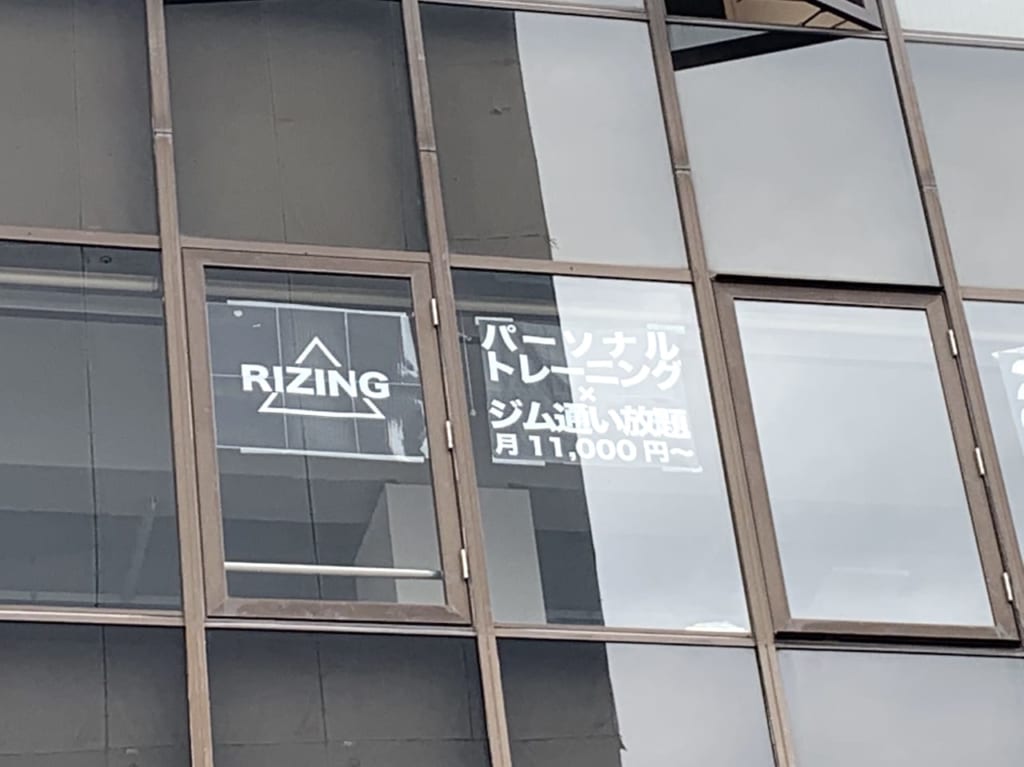 RIZING
パーソナル
トレーニング
×
ジム通い放題
月 11,000 円～